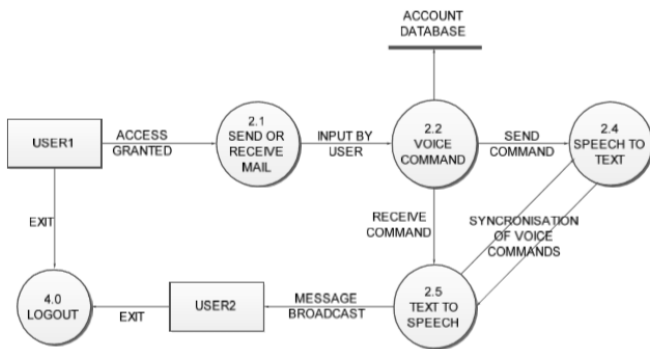 ACCOUNT
DATABASE
USER1
ACCESS
GRANTED
2.1
SEND OR
RECEIVE
MAIL
INPUT BY
USER
2.2
VOICE
COMMAND
SEND
COMMAND
2.4
SPEECH TO
TEXT
EXIT
RECEIVE
COMMAND
SYNCRONISATION
OF VOICE
COMMANDS
4.0
LOGOUT
EXIT
USER2
MESSAGE
BROADCAST
2.5
TEXT TO
SPEECH